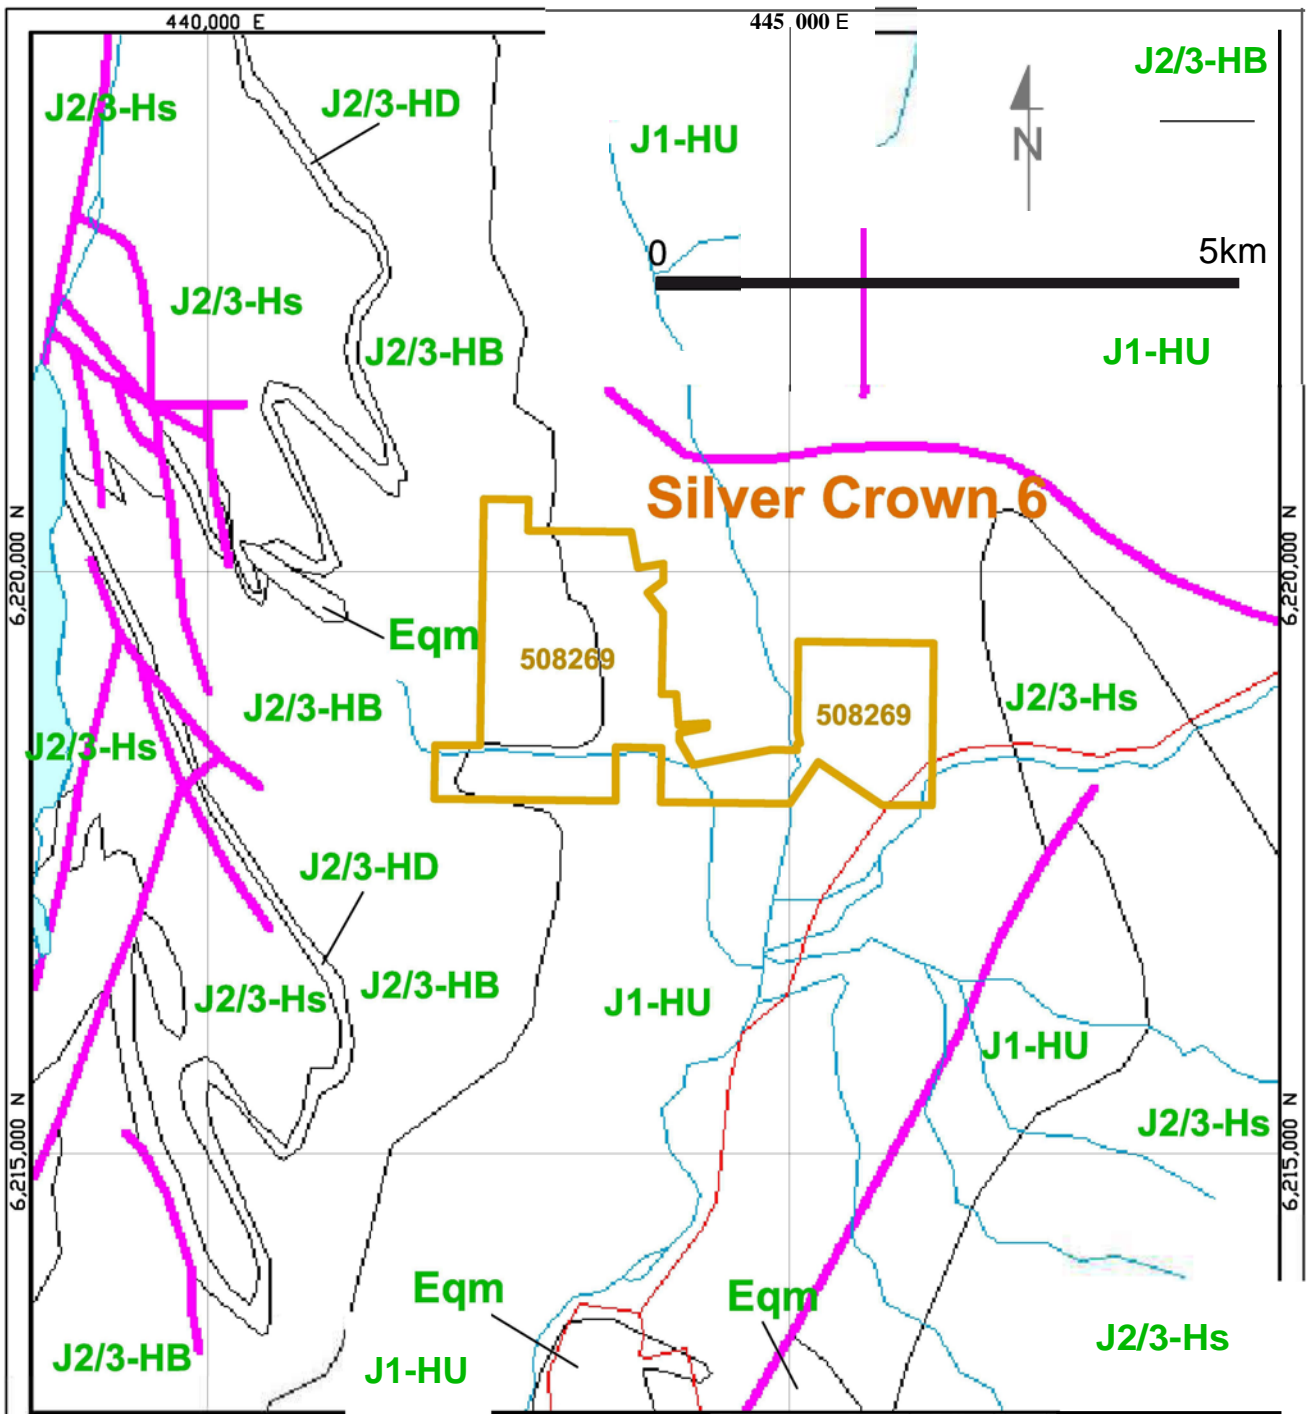 440,000 E
445 000 E
J2/3-HB
J2/3-Hs
J2/3-HD
J1-HU
N
0
5km
J2/3-Hs
J2/3-HB
J1-HU
Silver Crown 6
6,220,000 N
6,220,000 N
Eqm
508269
J2/3-HB
J2/3-Hs
508269
J2/3-Hs
J2/3-HD
J2/3-Hs
J2/3-HB
J1-HU
J1-HU
6,215,000 N
J2/3-Hs
6,215,000 N
Eqm
Eqm
J2/3-HB
J1-HU
J2/3-Hs